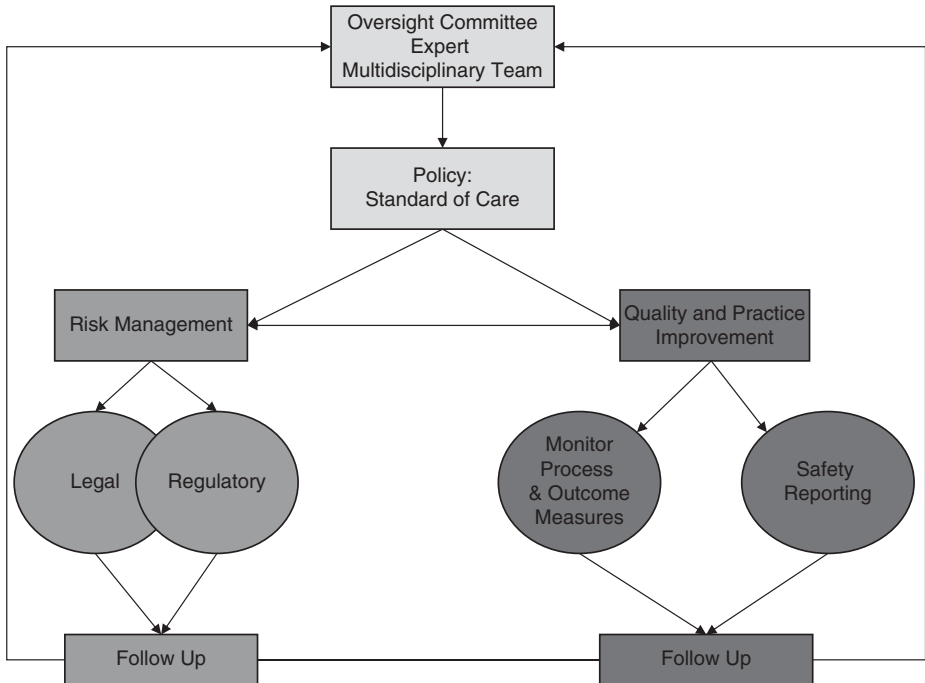 Oversight Committee
Expert
Multidisciplinary Team
Policy:
Standard of Care
Risk Management
Quality and Practice
Improvement
Legal
Regulatory
Monitor
Process
& Outcome
Measures
Safety
Reporting
Follow Up
Follow Up